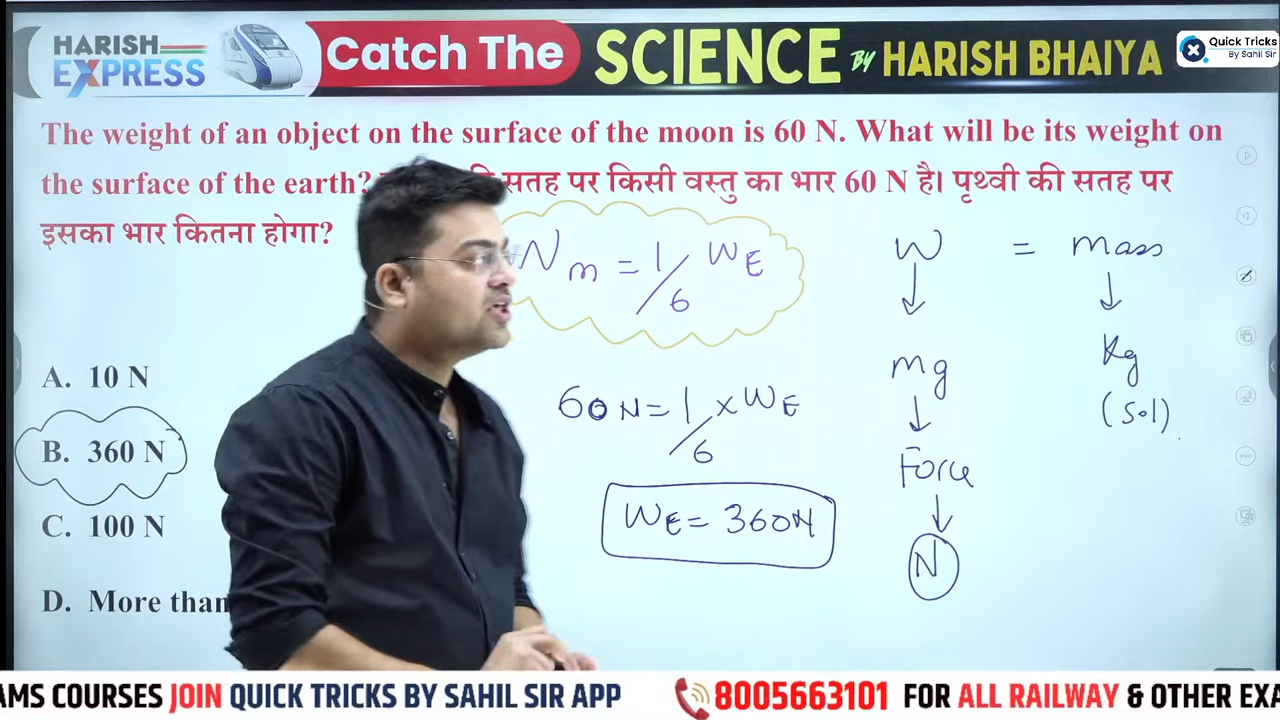 HARISH
EXPRESS
Catch The
SCIENCE BY HARISH BHAIYA
Quick Tricks
By Sahil Sir
The weight of an object on the surface of the moon is 60 N. What will be its weight on
the surface of the earth? सतह पर किसी वस्तु का भार 60 N है। पृथ्वी की सतह पर
इसका भार कितना होगा?
Wm = 1/6 WE
W = mass
A. 10 N
mg
Kg
60N = 1/6 × WE
(Sol)
B. 360 N
Force
WE = 360N
C. 100 N
N
D. More than
AMS COURSES JOIN QUICK TRICKS BY SAHIL SIR APP 8005663101 FOR ALL RAILWAY & OTHER EXA